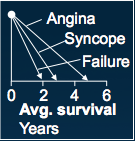 Angina
Syncope
Failure
0 2 4 6
Avg. survival
Years